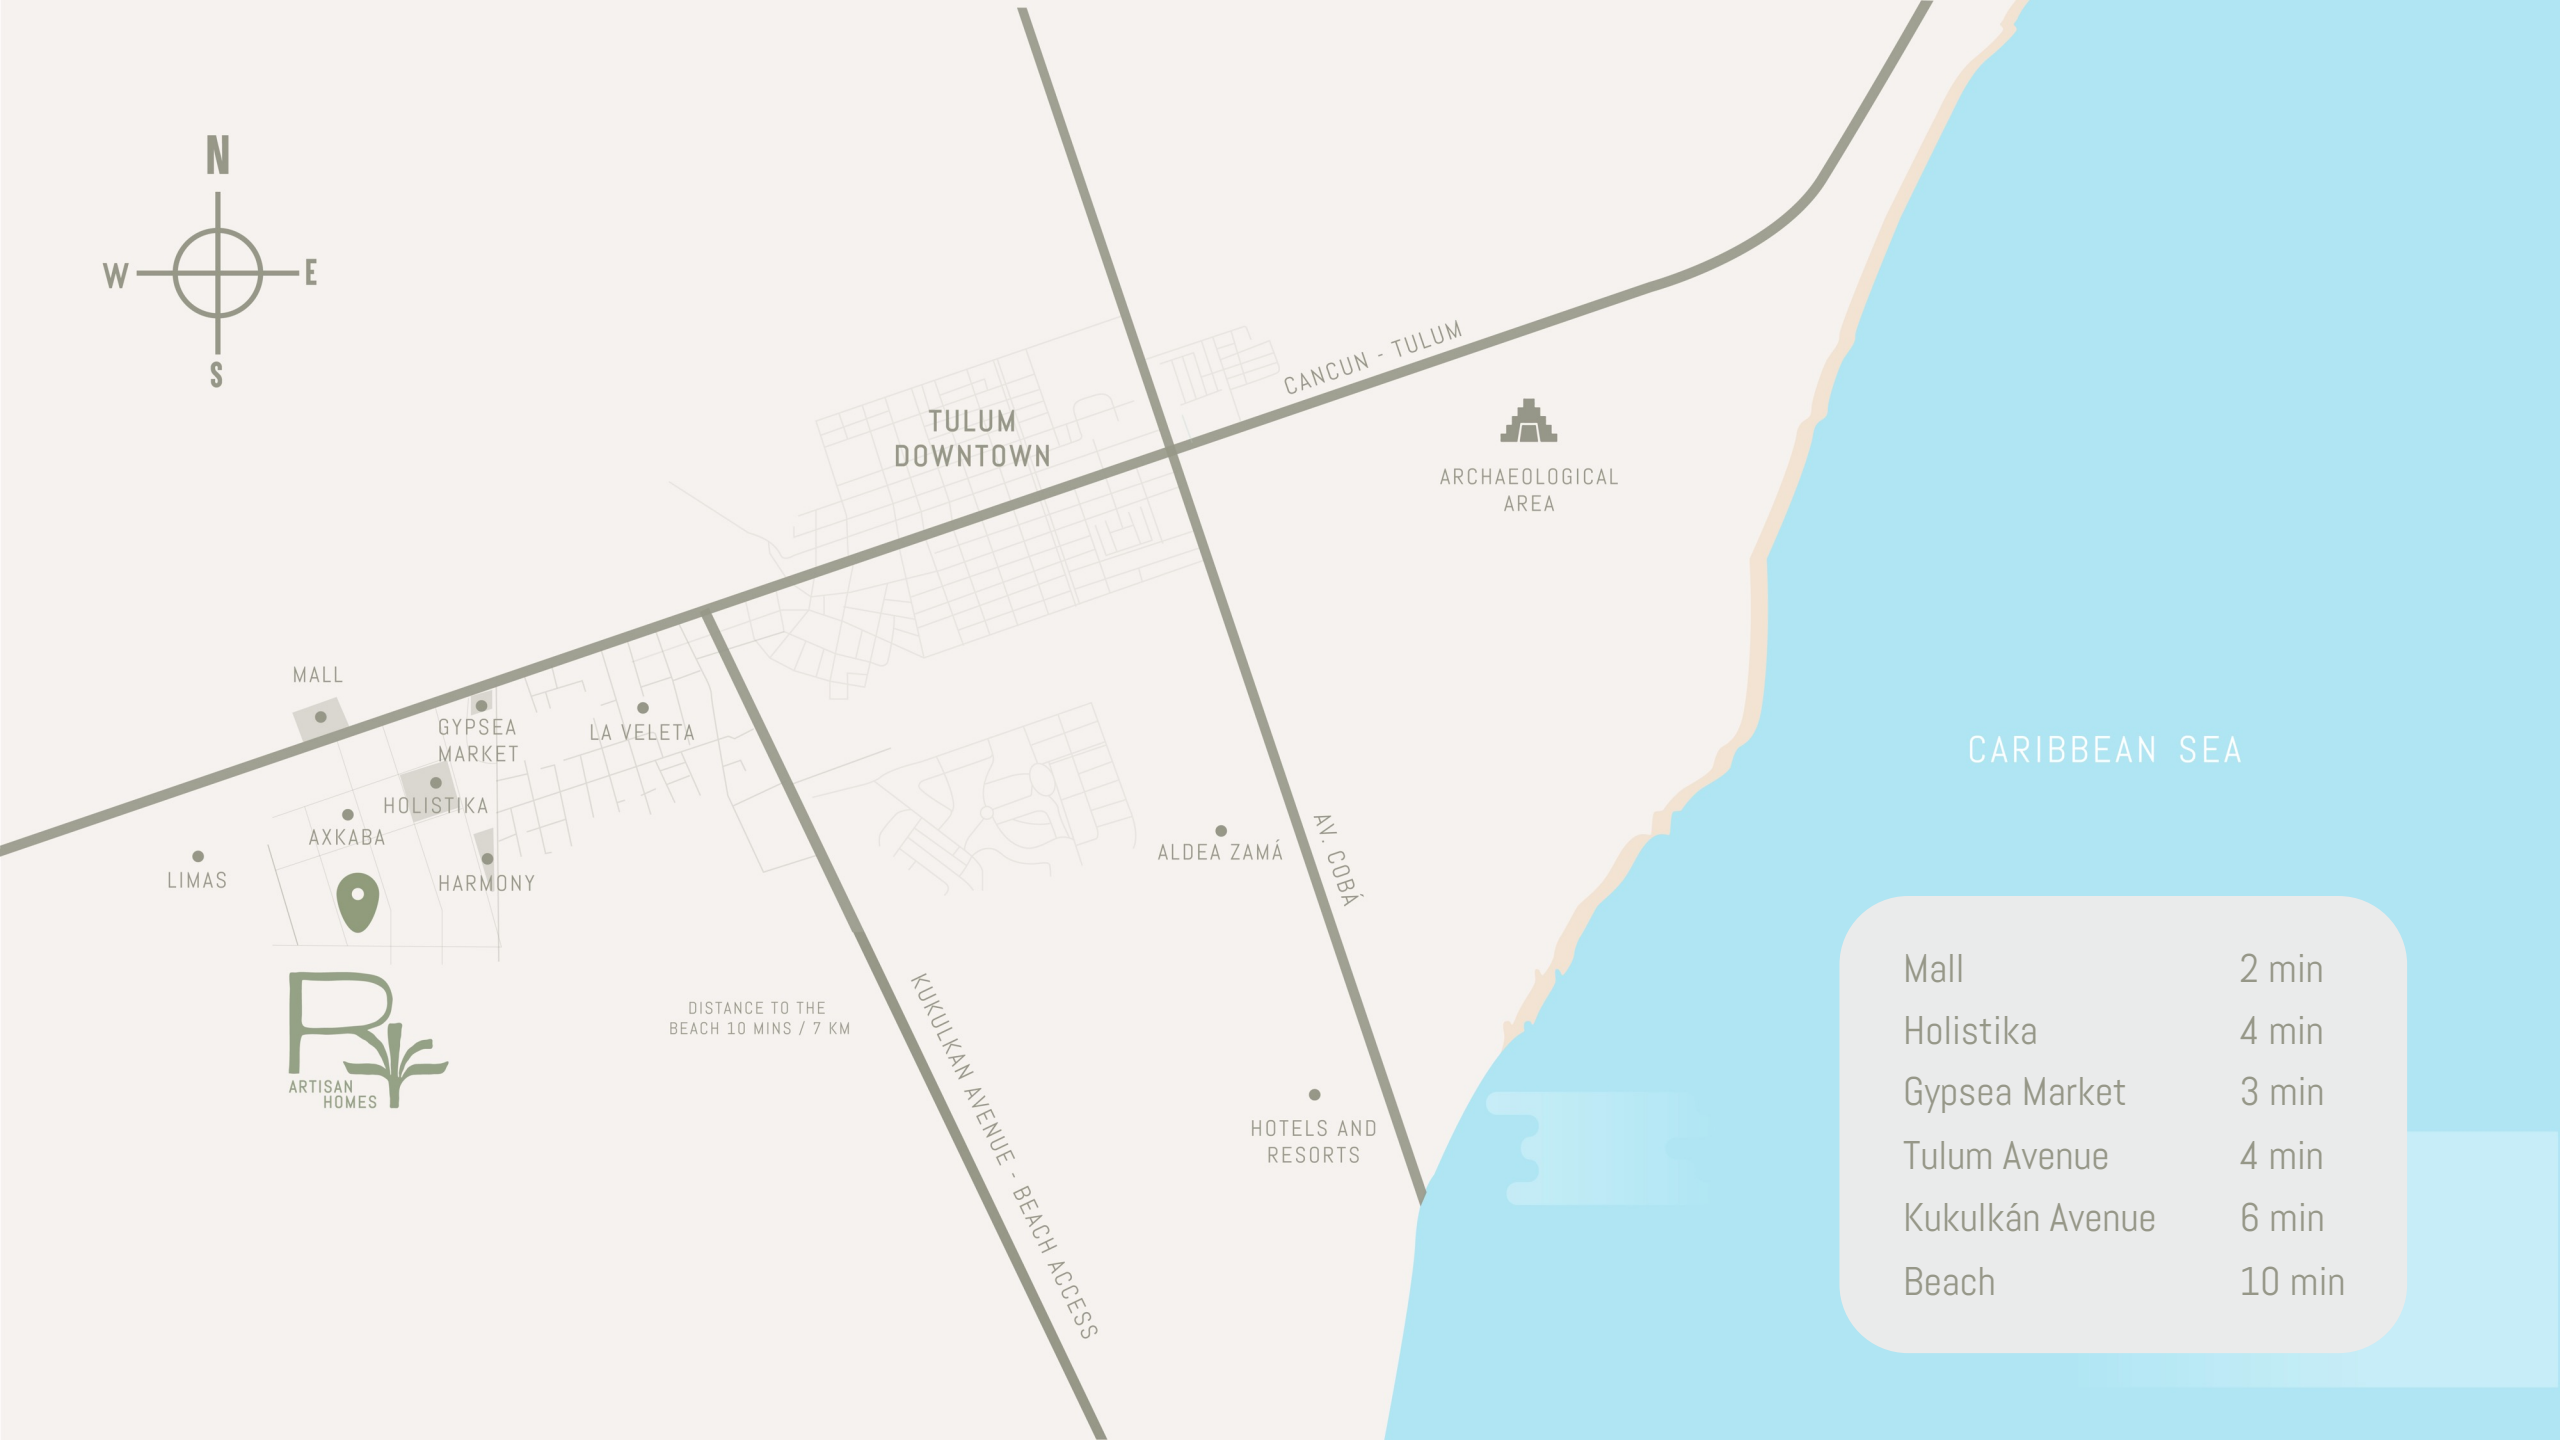 N
W
E
S
CANCUN - TULUM
TULUM
DOWNTOWN
ARCHAEOLOGICAL
AREA
MALL
GYPSEA
MARKET
LA VELETA
CARIBBEAN SEA
HOLISTIKA
AXKABA
LIMAS
HARMONY
ALDEA ZAMÁ
AV. COBÁ
R
ARTISAN
HOMES
DISTANCE TO THE
BEACH 10 MINS / 7 KM
KUKULKAN AVENUE - BEACH ACCESS
HOTELS AND
RESORTS
Mall 2 min
Holistika 4 min
Gypsea Market 3 min
Tulum Avenue 4 min
Kukulkán Avenue 6 min
Beach 10 min